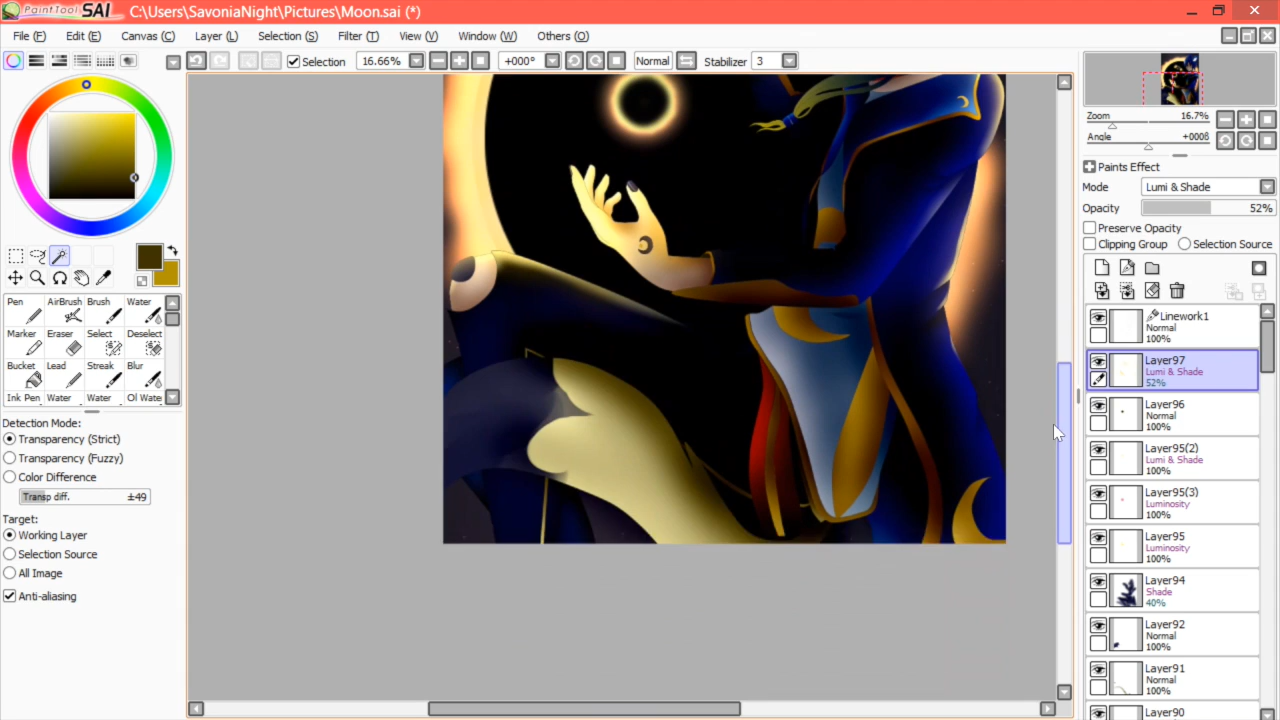 PaintTool SAI C:\Users\SavoniaNight\Pictures\Moon.sai (*)
File (F) Edit (E) Canvas (C) Layer (L) Selection (S) Filter (T) View (V) Window (W) Others (O)
Selection 16.66% +000° Normal Stabilizer 3
Zoom 16.7%
Angle +000ß
Paints Effect
Mode Lumi & Shade
Opacity 52%
Preserve Opacity
Clipping Group Selection Source
Pen AirBrush Brush Water
Marker Eraser Select Deselect
Bucket Lead Streak Blur
Ink Pen Water Water Ol Wate
Detection Mode:
Transparency (Strict)
Transparency (Fuzzy)
Color Difference
Transp diff. ±49
Target:
Working Layer
Selection Source
All Image
Anti-aliasing
Linework1
Normal
100%
Layer97
Lumi & Shade
52%
Layer96
Normal
100%
Layer95(2)
Lumi & Shade
100%
Layer95(3)
Luminosity
100%
Layer95
Luminosity
100%
Layer94
Shade
40%
Layer92
Normal
100%
Layer91
Normal
100%
Layer90